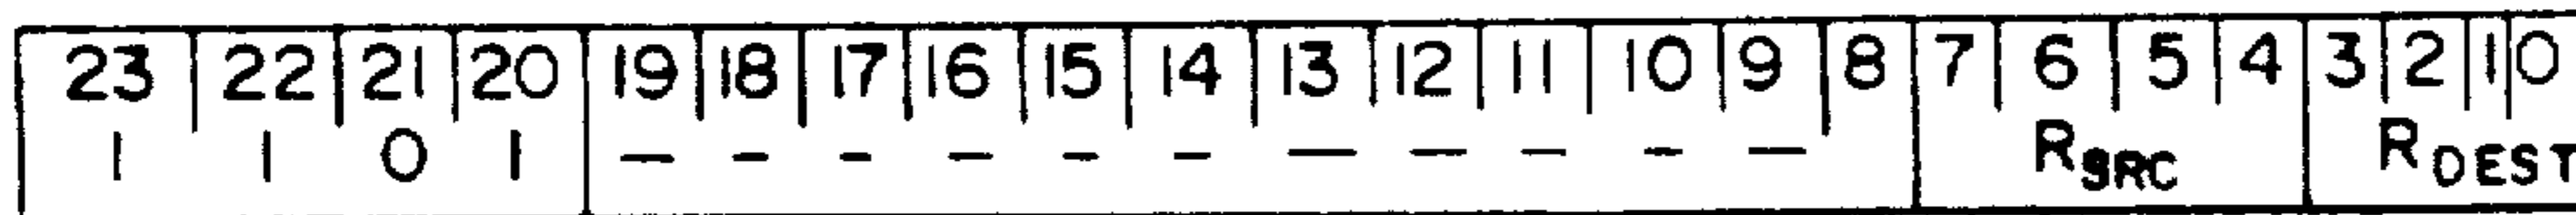 23 22 21 20 19 18 17 16 15 14 13 12 11 10 9 8 7 6 5 4 3 2 1 0
1 1 0 1 — - - - - - — — — - — RSRC RDEST